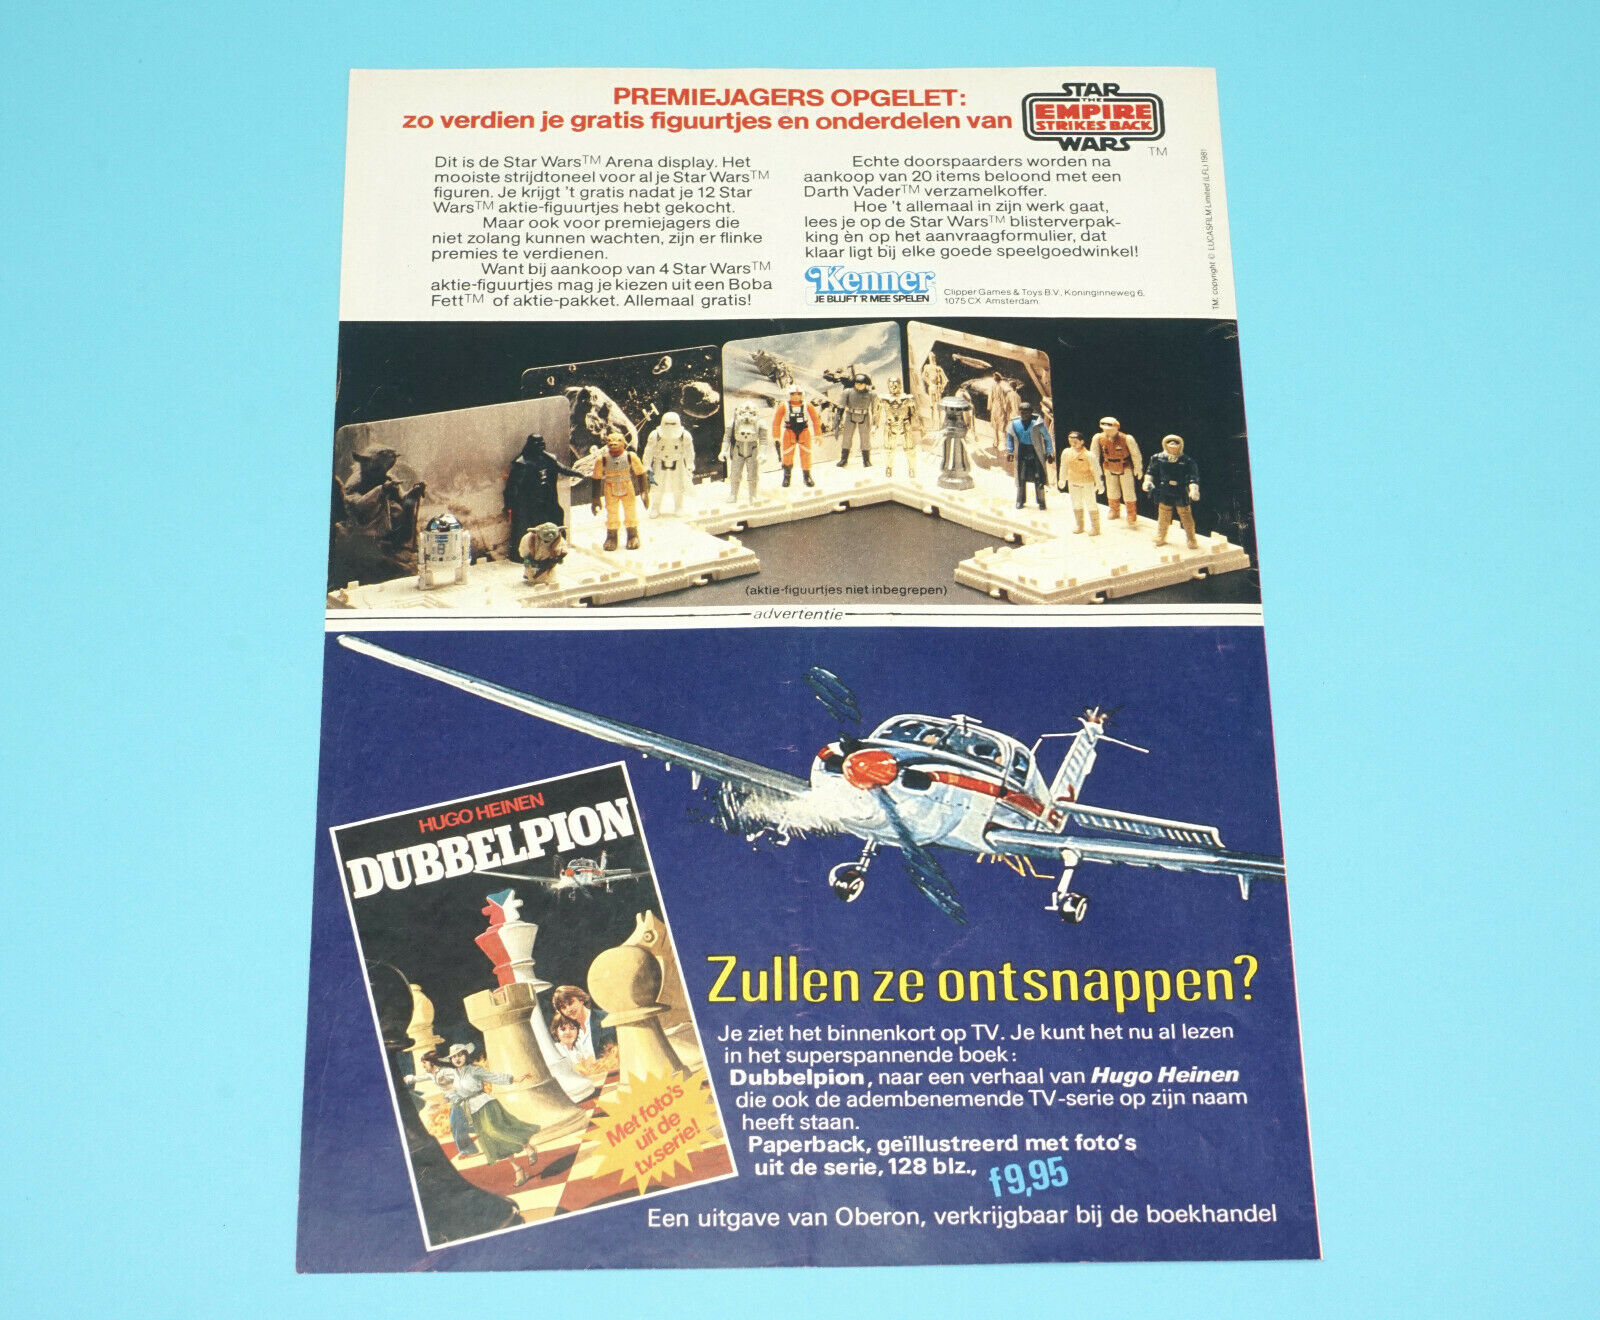 PREMIEJAGERS OPGELET:
zo verdien je gratis figuurtjes en onderdelen van
STAR
THE
EMPIRE
STRIKES BACK
WARS
TM
Dit is de Star Wars™ Arena display. Het
mooiste strijdtoneel voor al je Star Wars™
figuren. Je krijgt 't gratis nadat je 12 Star
Wars™ aktie-figuurtjes hebt gekocht.
Maar ook voor premiejagers die
niet zolang kunnen wachten, zijn er flinke
premies te verdienen.
Want bij aankoop van 4 Star Wars™
aktie-figuurtjes mag je kiezen uit een Boba
Fett™ of aktie-pakket. Allemaal gratis!
Echte doorspaarders worden na
aankoop van 20 items beloond met een
Darth Vader™ verzamelkoffer.
Hoe 't allemaal in zijn werk gaat,
lees je op de Star Wars™ blisterverpak-
king èn op het aanvraagformulier, dat
klaar ligt bij elke goede speelgoedwinkel!
Kenner
JE BLIJFT 'R MEE SPELEN
Clipper Games & Toys B.V., Koninginneweg 6,
1075 CX Amsterdam.
TM, copyright © LUCASFILM Limited (LFL) 1981
(aktie-figuurtjes niet inbegrepen)
advertentie
HUGO HEINEN
DUBBELPION
Met foto's
uit de
t.v.serie!
Zullen ze ontsnappen?
Je ziet het binnenkort op TV. Je kunt het nu al lezen
in het superspannende boek:
Dubbelpion, naar een verhaal van Hugo Heinen
die ook de adembenemende TV-serie op zijn naam
heeft staan.
Paperback, geïllustreerd met foto's
uit de serie, 128 blz., f9,95
Een uitgave van Oberon, verkrijgbaar bij de boekhandel